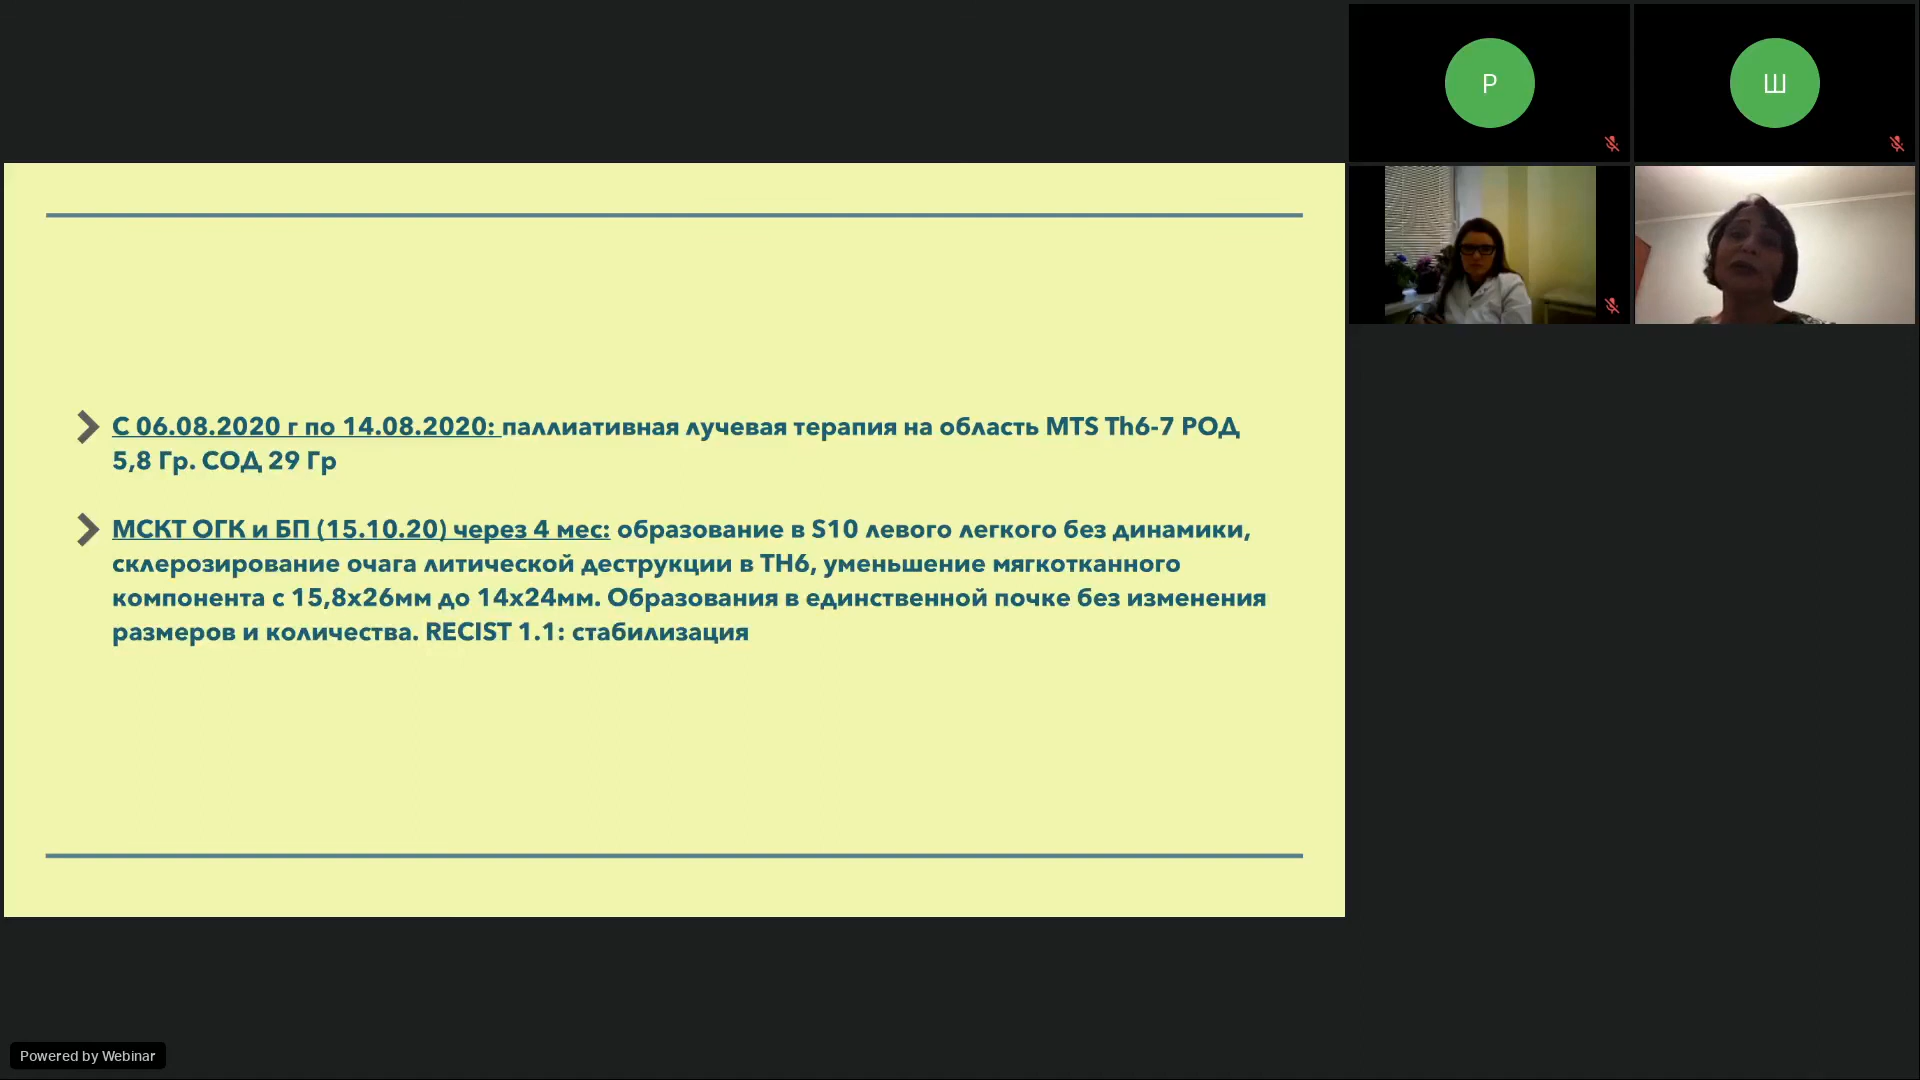 С 06.08.2020 г по 14.08.2020: паллиативная лучевая терапия на область MTS Th6-7 РОД
5,8 Гр. СОД 29 Гр
МСКТ ОГК и БП (15.10.20) через 4 мес: образование в S10 левого легкого без динамики,
склерозирование очага литической деструкции в TH6, уменьшение мягкотканного
компонента с 15,8х26мм до 14х24мм. Образования в единственной почке без изменения
размеров и количества. RECIST 1.1: стабилизация
Р
Ш
Powered by Webinar